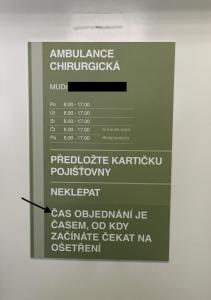 AMBULANCE
CHIRURGICKÁ
MUDr.
Po 8.00 - 17.00
Út 8.00 - 17.00
St 8.00 - 17.00
Čt 8.00 - 17.00
Pá 8.00 - 17.00
PŘEDLOŽTE KARTIČKU
POJIŠŤOVNY
NEKLEPAT
ČAS OBJEDNÁNÍ JE
ČASEM, OD KDY
ZAČÍNÁTE ČEKAT NA
OŠETŘENÍ